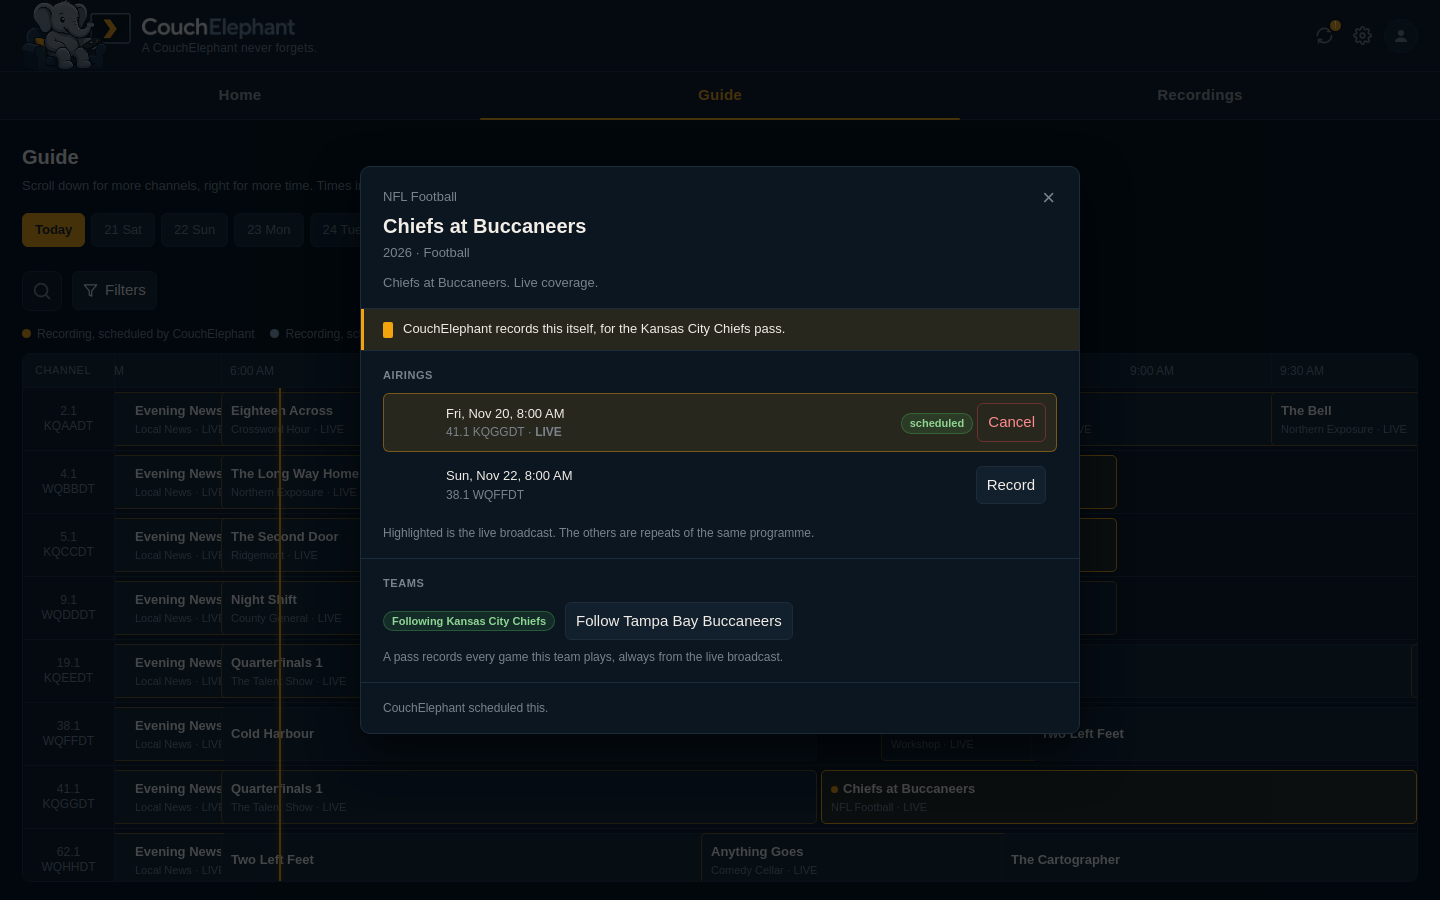 CouchElephant
A CouchElephant never forgets.
Home
Guide
Recordings
Guide
Scroll down for more channels, right for more time. Times i
Today
21 Sat
22 Sun
23 Mon
24 Tue
Filters
Recording, scheduled by CouchElephant
Recording, sc
CHANNEL
M
6:00 AM
9:00 AM
9:30 AM
2.1
KQAADT
Evening News
Local News · LIVE
Eighteen Across
Crossword Hour · LIVE
VE
The Bell
Northern Exposure · LIVE
4.1
WQBBDT
Evening News
Local News · LIVE
The Long Way Home
Northern Exposure · LIVE
5.1
KQCCDT
Evening News
Local News · LIVE
The Second Door
Ridgemont · LIVE
9.1
WQDDDT
Evening News
Local News · LIVE
Night Shift
County General · LIVE
19.1
KQEEDT
Evening News
Local News · LIVE
Quarterfinals 1
The Talent Show · LIVE
38.1
WQFFDT
Evening News
Local News · LIVE
Cold Harbour
Workshop · LIVE
Two Left Feet
41.1
KQGGDT
Evening News
Local News · LIVE
Quarterfinals 1
The Talent Show · LIVE
Chiefs at Buccaneers
NFL Football · LIVE
62.1
WQHHDT
Evening News
Local News · LIVE
Two Left Feet
Anything Goes
Comedy Cellar · LIVE
The Cartographer
NFL Football
×
Chiefs at Buccaneers
2026 · Football
Chiefs at Buccaneers. Live coverage.
CouchElephant records this itself, for the Kansas City Chiefs pass.
AIRINGS
Fri, Nov 20, 8:00 AM
41.1 KQGGDT · LIVE
scheduled
Cancel
Sun, Nov 22, 8:00 AM
38.1 WQFFDT
Record
Highlighted is the live broadcast. The others are repeats of the same programme.
TEAMS
Following Kansas City Chiefs
Follow Tampa Bay Buccaneers
A pass records every game this team plays, always from the live broadcast.
CouchElephant scheduled this.